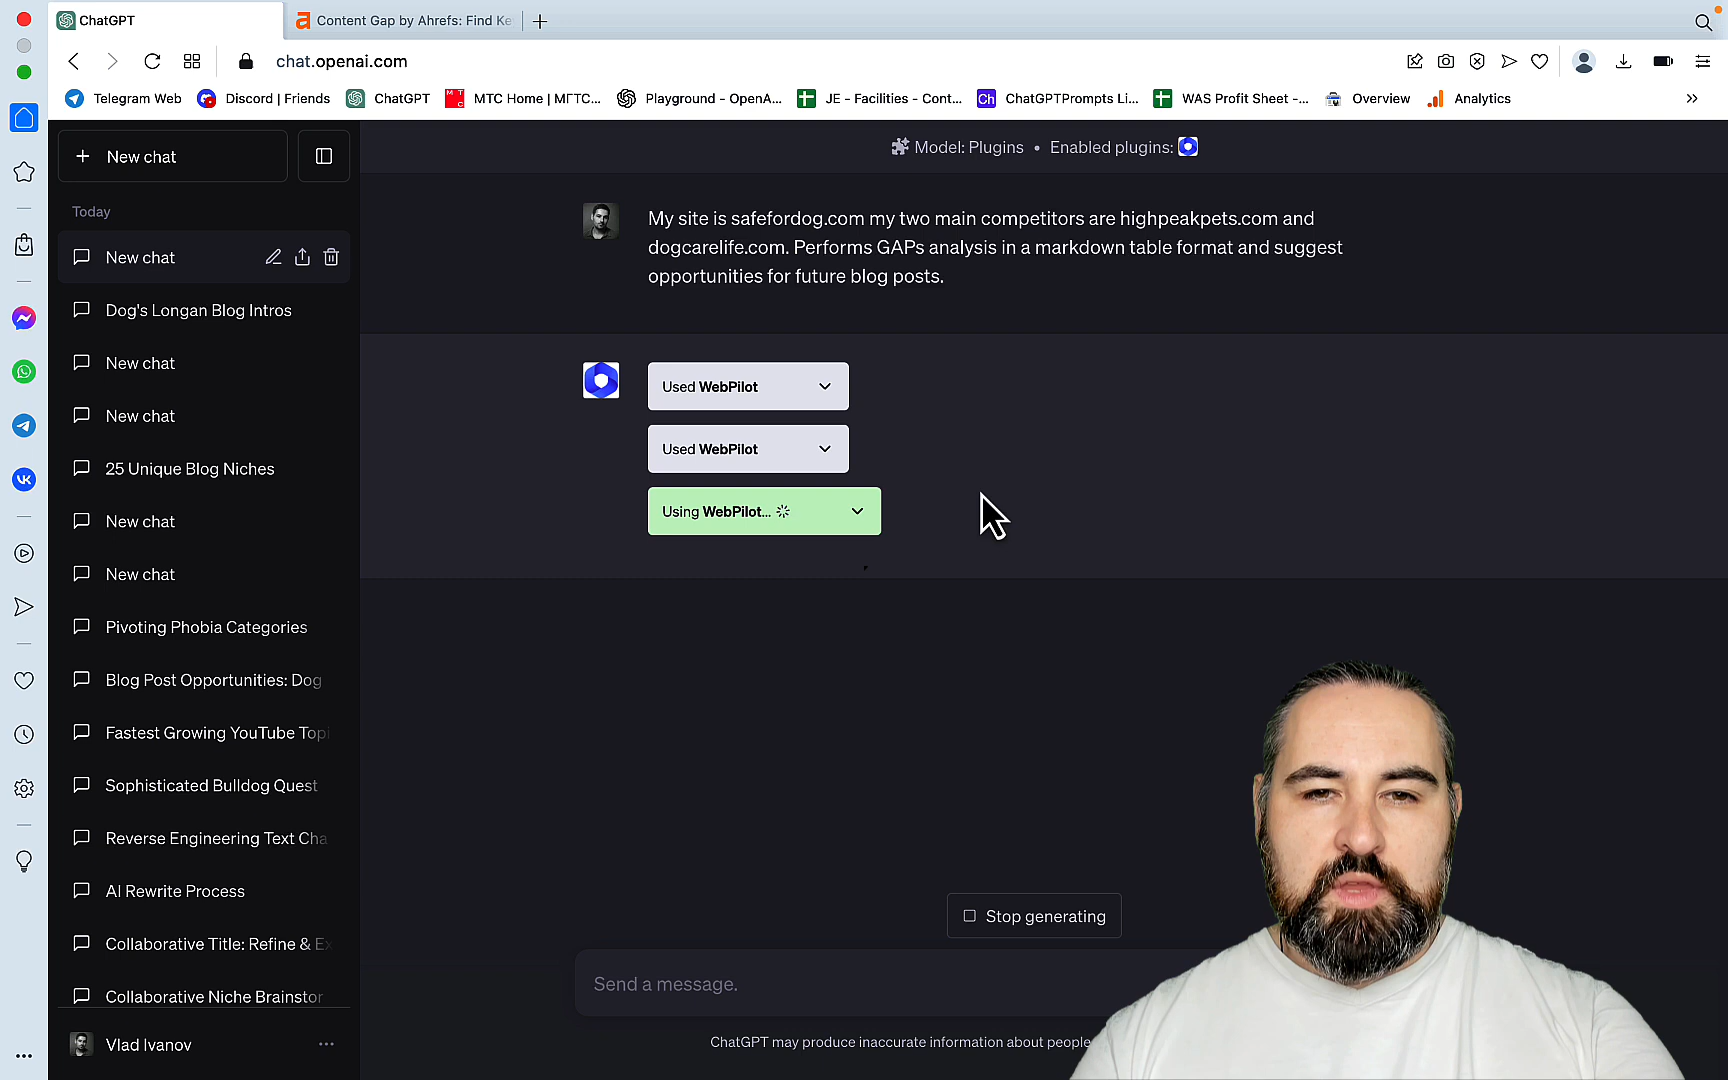 ChatGPT
Content Gap by Ahrefs: Find Ke
chat.openai.com
Telegram Web
Discord | Friends
ChatGPT
МТС Home | МГТС...
Playground - OpenA...
JE - Facilities - Cont...
Ch
ChatGPTPrompts Li...
WAS Profit Sheet -...
Overview
Analytics
New chat
Model: Plugins • Enabled plugins:
Today
New chat
Dog's Longan Blog Intros
New chat
New chat
25 Unique Blog Niches
New chat
New chat
Pivoting Phobia Categories
Blog Post Opportunities: Dog
Fastest Growing YouTube Topi
Sophisticated Bulldog Quest
Reverse Engineering Text Cha
AI Rewrite Process
Collaborative Title: Refine & Ex
Collaborative Niche Brainstor
Vlad Ivanov
My site is safefordog.com my two main competitors are highpeakpets.com and
dogcarelife.com. Performs GAPs analysis in a markdown table format and suggest
opportunities for future blog posts.
Used WebPilot
Used WebPilot
Using WebPilot...
Stop generating
Send a message.
ChatGPT may produce inaccurate information about people